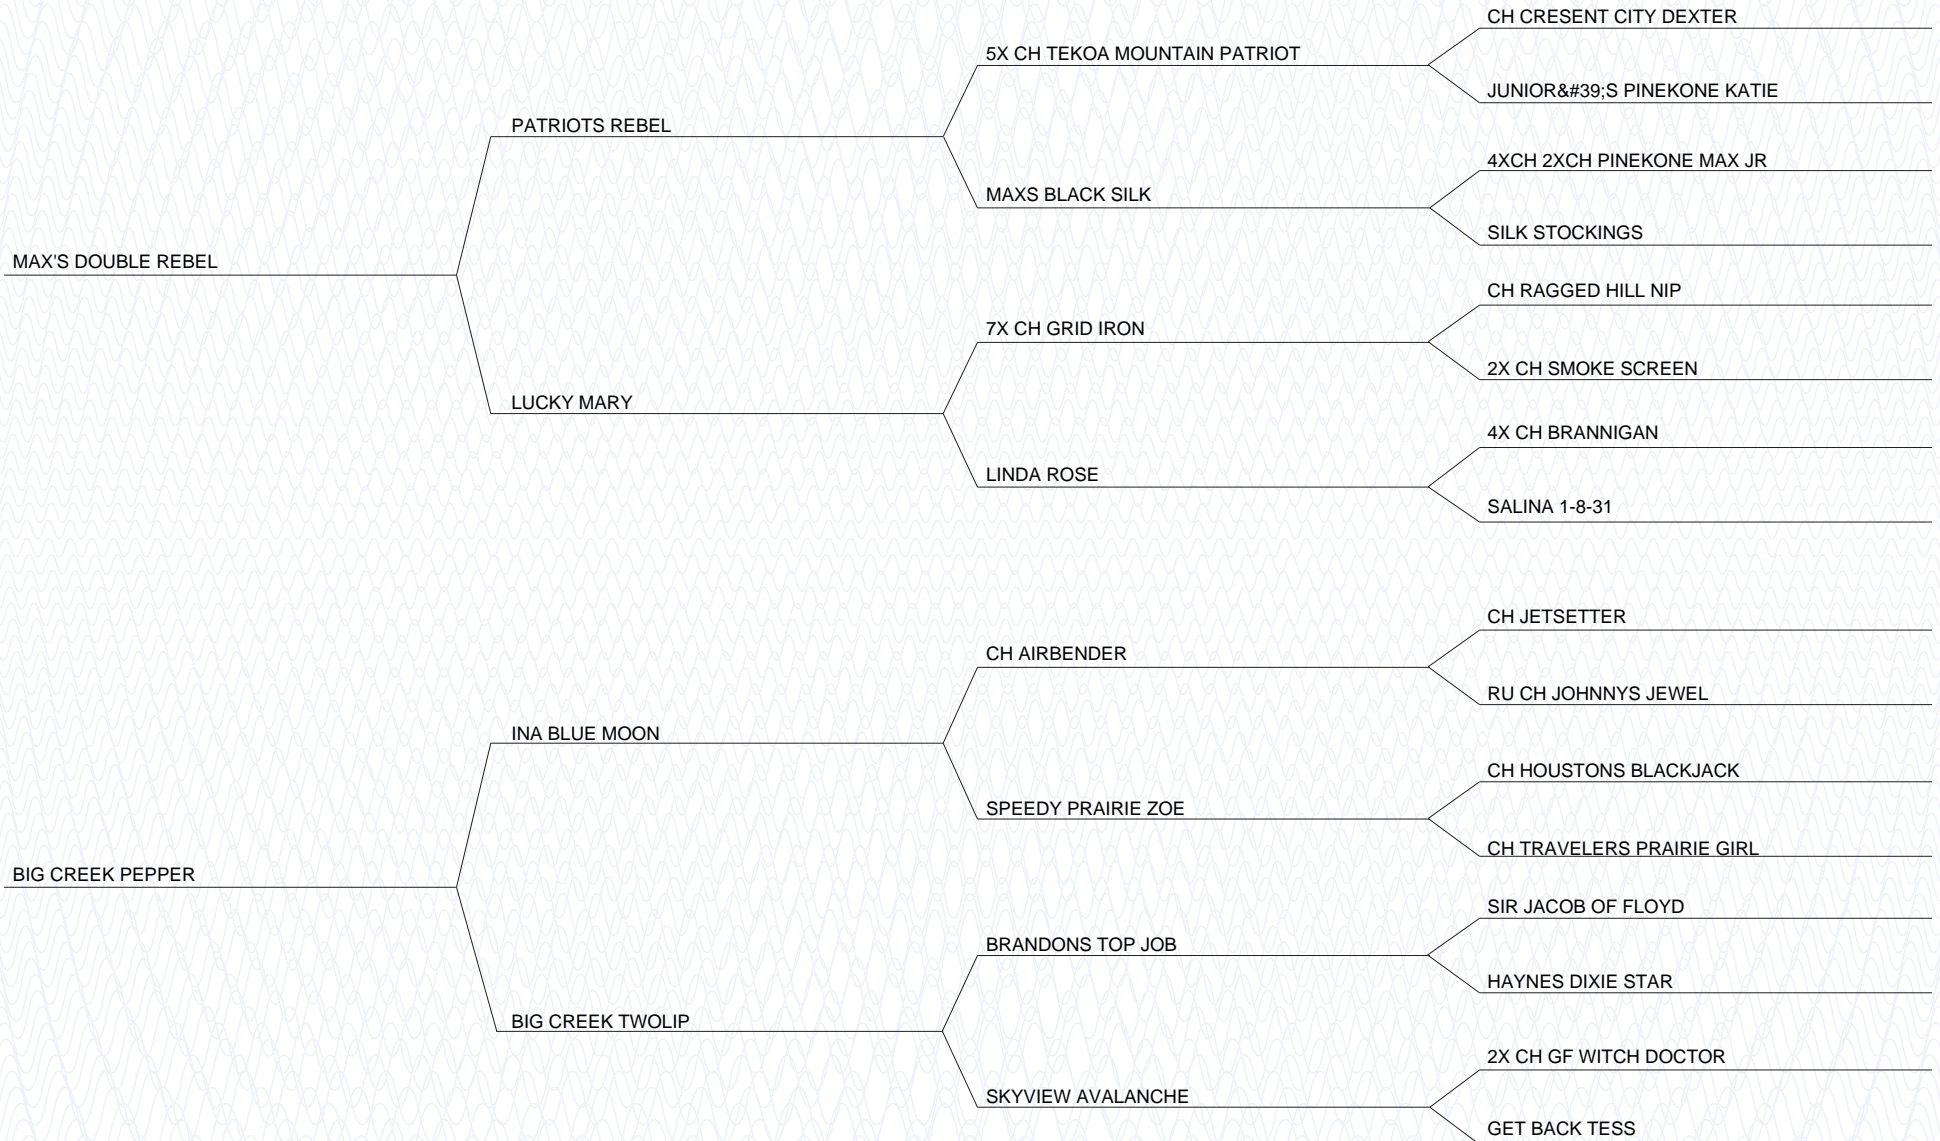 CH CRESENT CITY DEXTER
5X CH TEKOA MOUNTAIN PATRIOT
JUNIOR&#39;S PINEKONE KATIE
PATRIOTS REBEL
4XCH 2XCH PINEKONE MAX JR
MAXS BLACK SILK
SILK STOCKINGS
MAX'S DOUBLE REBEL
CH RAGGED HILL NIP
7X CH GRID IRON
2X CH SMOKE SCREEN
LUCKY MARY
4X CH BRANNIGAN
LINDA ROSE
SALINA 1-8-31
CH JETSETTER
CH AIRBENDER
RU CH JOHNNYS JEWEL
INA BLUE MOON
CH HOUSTONS BLACKJACK
SPEEDY PRAIRIE ZOE
CH TRAVELERS PRAIRIE GIRL
BIG CREEK PEPPER
SIR JACOB OF FLOYD
BRANDONS TOP JOB
HAYNES DIXIE STAR
BIG CREEK TWOLIP
2X CH GF WITCH DOCTOR
SKYVIEW AVALANCHE
GET BACK TESS